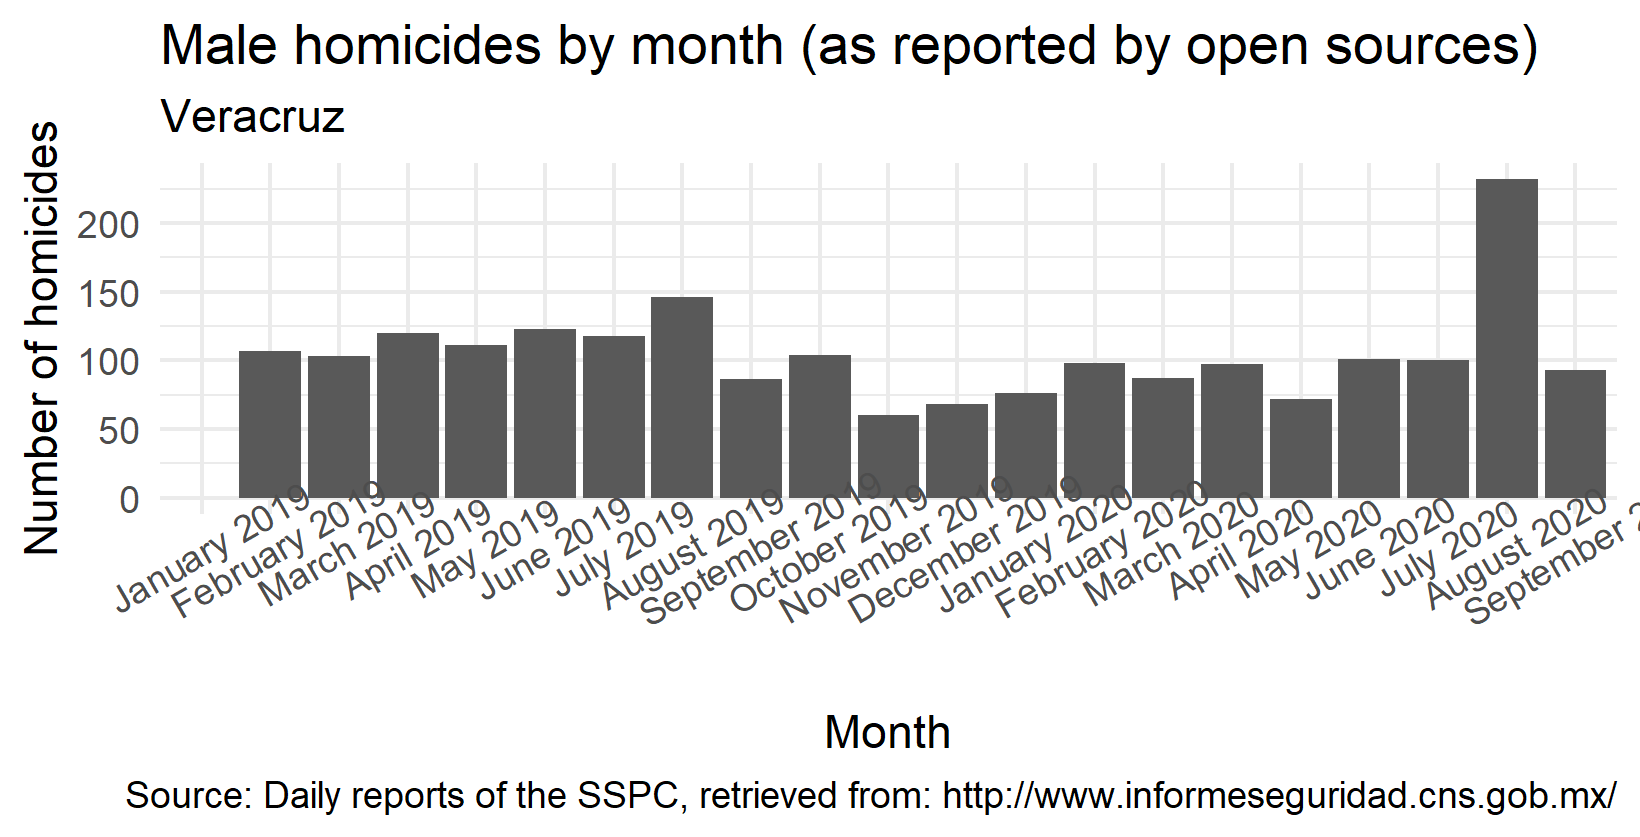 Male homicides by month (as reported by open sources)
Veracruz
Number of homicides
200
150
100
50
0
January 2019
February 2019
March 2019
April 2019
May 2019
June 2019
July 2019
August 2019
September 2019
October 2019
November 2019
December 2019
January 2020
February 2020
March 2020
April 2020
May 2020
June 2020
July 2020
August 2020
September 2
Month
Source: Daily reports of the SSPC, retrieved from: http://www.informeseguridad.cns.gob.mx/